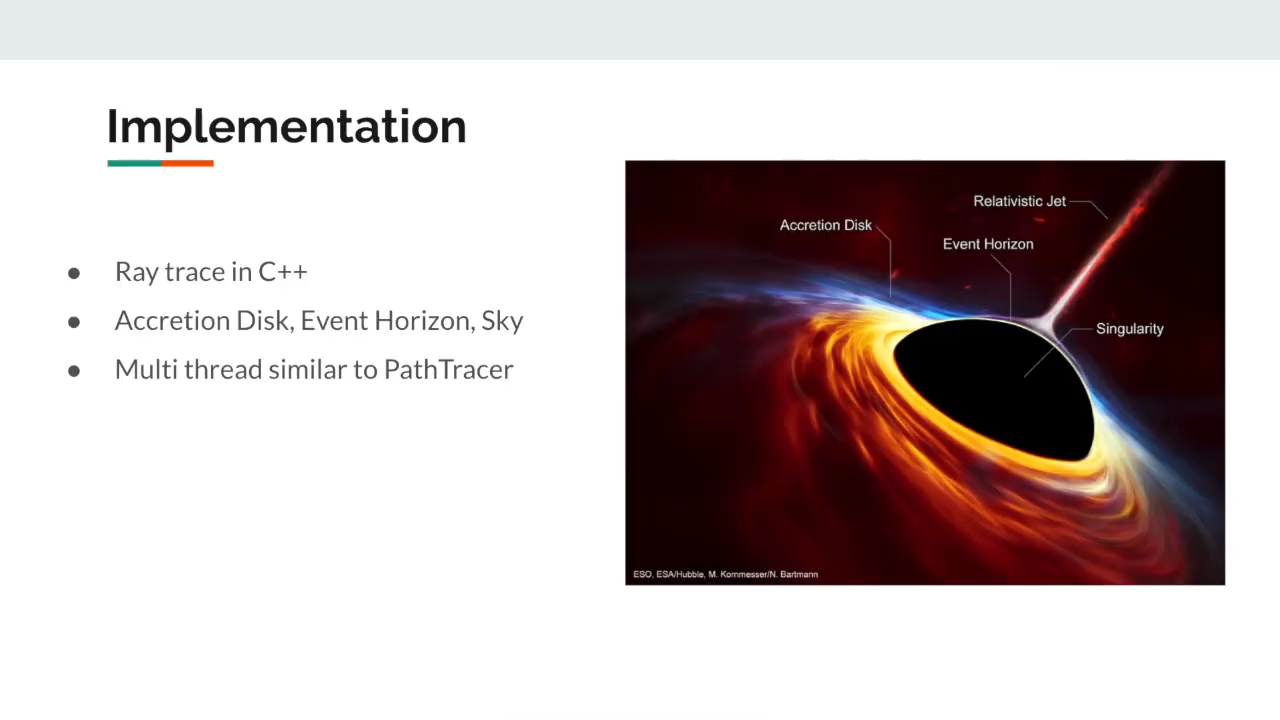 Implementation
● Ray trace in C++
● Accretion Disk, Event Horizon, Sky
● Multi thread similar to PathTracer
Relativistic Jet
Accretion Disk
Event Horizon
Singularity
ESO, ESA/Hubble, M. Kornmesser/N. Bartmann